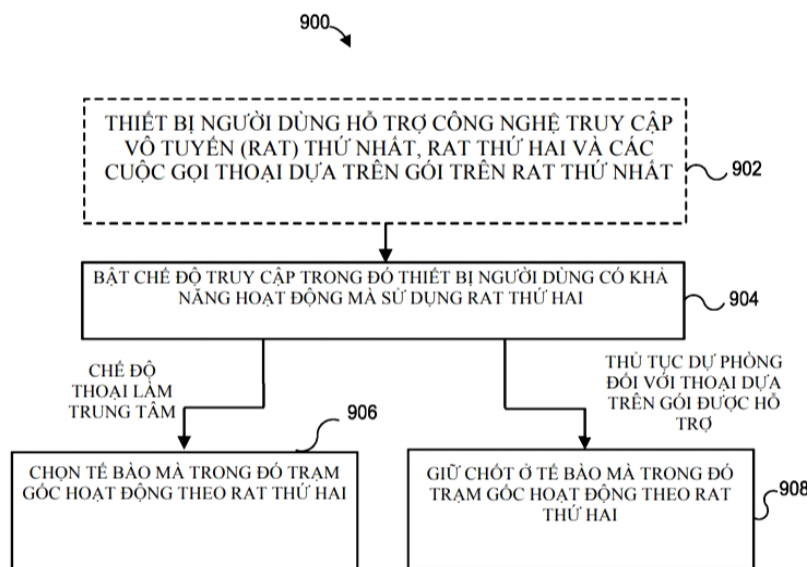 900
THIẾT BỊ NGƯỜI DÙNG HỖ TRỢ CÔNG NGHỆ TRUY CẬP
VÔ TUYẾN (RAT) THỨ NHẤT, RAT THỨ HAI VÀ CÁC
CUỘC GỌI THOẠI DỰA TRÊN GÓI TRÊN RAT THỨ NHẤT
902
BẬT CHẾ ĐỘ TRUY CẬP TRONG ĐÓ THIẾT BỊ NGƯỜI DÙNG CÓ KHẢ
NĂNG HOẠT ĐỘNG MÀ SỬ DỤNG RAT THỨ HAI
904
CHẾ ĐỘ
THOẠI LÀM
TRUNG TÂM
THỦ TỤC DỰ PHÒNG
ĐỐI VỚI THOẠI DỰA
TRÊN GÓI ĐƯỢC HỖ
TRỢ
906
CHỌN TẾ BÀO MÀ TRONG ĐÓ TRẠM
GỐC HOẠT ĐỘNG THEO RAT THỨ HAI
GIỮ CHỐT Ở TẾ BÀO MÀ TRONG ĐÓ
TRẠM GỐC HOẠT ĐỘNG THEO RAT
THỨ HAI
908